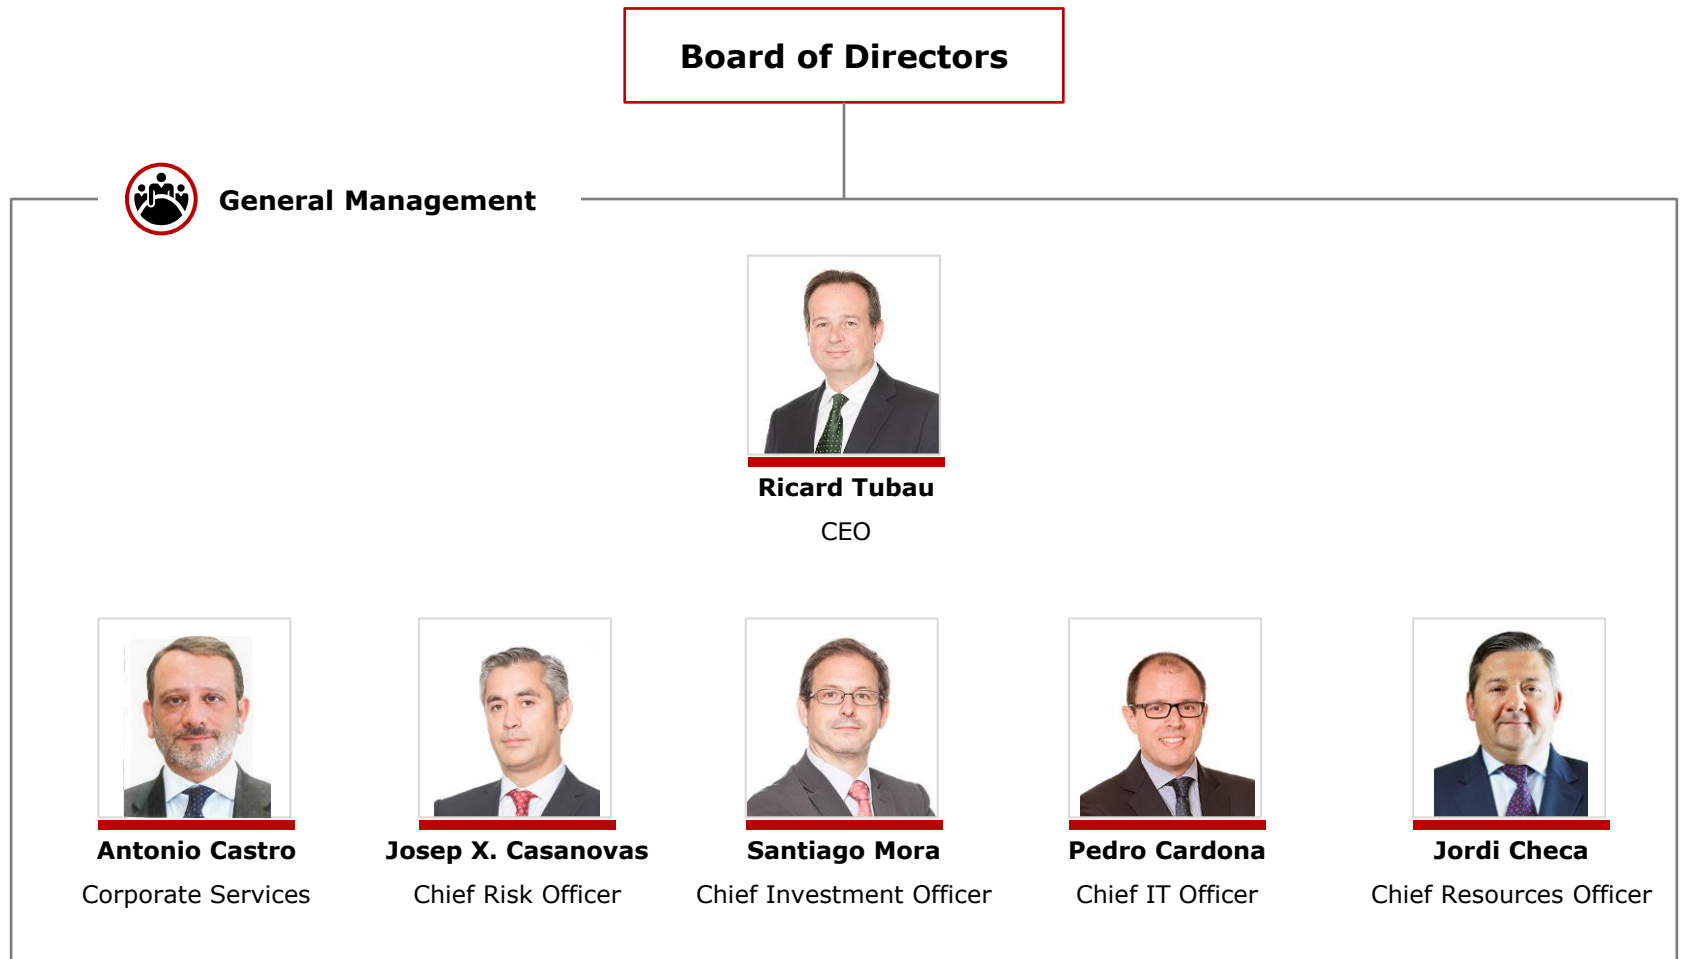 Board of Directors
General Management
Ricard Tubau
CEO
Antonio Castro
Josep X. Casanovas
Santiago Mora
Pedro Cardona
Jordi Checa
Corporate Services
Chief Risk Officer
Chief Investment Officer
Chief IT Officer
Chief Resources Officer